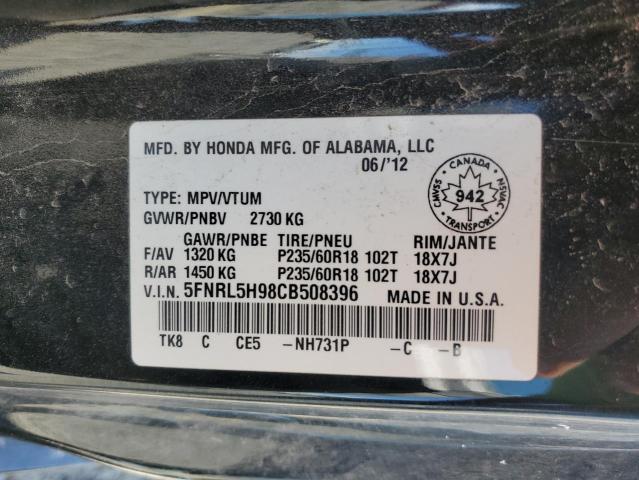 MFD. BY HONDA MFG. OF ALABAMA, LLC
06/'12
CANADA
CMVSS 942 NSVAC
TRANSPORT
TYPE: MPV/VTUM
GVWR/PNBV 2730 KG
GAWR/PNBE TIRE/PNEU RIM/JANTE
F/AV 1320 KG P235/60R18 102T 18X7J
R/AR 1450 KG P235/60R18 102T 18X7J
V.I.N. 5FNRL5H98CB508396 MADE IN U.S.A.
TK8 C CE5 -NH731P -C -B